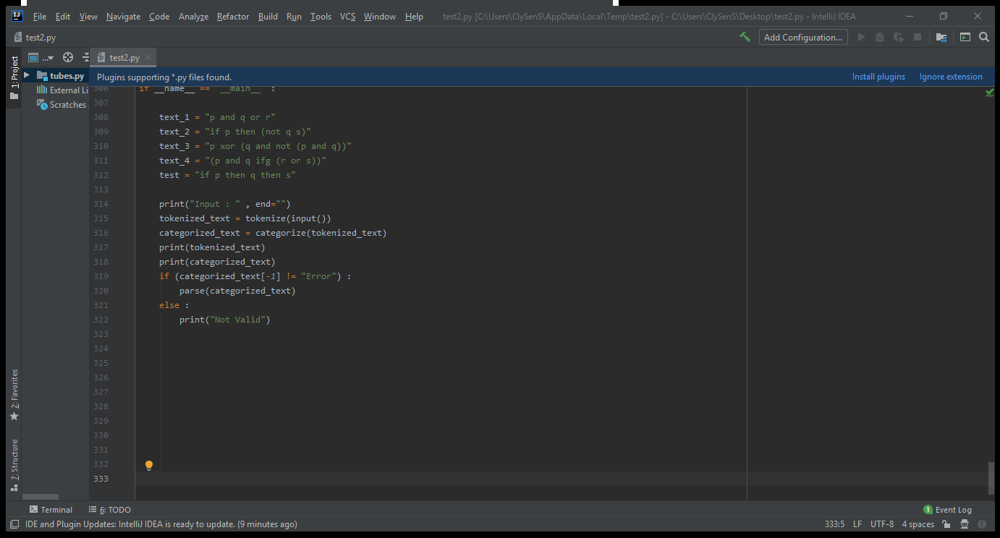 IJ File Edit View Navigate Code Analyze Refactor Build Run Tools VCS Window Help test2.py [C:\Users\ClySenS\AppData\Local\Temp\test2.py] - C:\Users\ClySenS\Desktop\test2.py - IntelliJ IDEA
test2.py Add Configuration...
1: Project ... test2.py
tubes.py Plugins supporting *.py files found. Install plugins Ignore extension
External Li
Scratches
306 if __name__ == "__main__" :
307
308 text_1 = "p and q or r"
309 text_2 = "if p then (not q s)"
310 text_3 = "p xor (q and not (p and q))"
311 text_4 = "(p and q ifg (r or s))"
312 test = "if p then q then s"
313
314 print("Input : " , end="")
315 tokenized_text = tokenize(input())
316 categorized_text = categorize(tokenized_text)
317 print(tokenized_text)
318 print(categorized_text)
319 if (categorized_text[-1] != "Error") :
320 parse(categorized_text)
321 else :
322 print("Not Valid")
323
324
325
326
327
328
329
330
331
332
333
2: Favorites
7: Structure
Terminal 6: TODO 1 Event Log
IDE and Plugin Updates: IntelliJ IDEA is ready to update. (9 minutes ago) 333:5 LF UTF-8 4 spaces